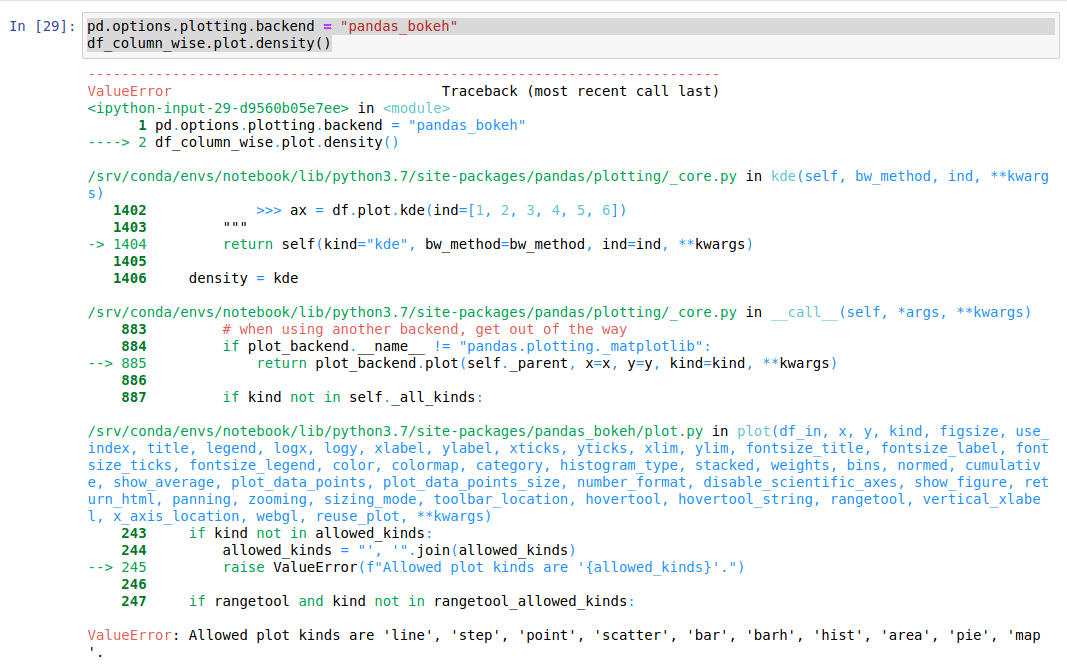 In [29]: pd.options.plotting.backend = "pandas_bokeh"
df_column_wise.plot.density()
---------------------------------------------------------------------------
ValueError                                Traceback (most recent call last)
<ipython-input-29-d9560b05e7ee> in <module>
      1 pd.options.plotting.backend = "pandas_bokeh"
----> 2 df_column_wise.plot.density()
/srv/conda/envs/notebook/lib/python3.7/site-packages/pandas/plotting/_core.py in kde(self, bw_method, ind, **kwarg
s)
   1402             >>> ax = df.plot.kde(ind=[1, 2, 3, 4, 5, 6])
   1403         """
-> 1404         return self(kind="kde", bw_method=bw_method, ind=ind, **kwargs)
   1405
   1406     density = kde
/srv/conda/envs/notebook/lib/python3.7/site-packages/pandas/plotting/_core.py in __call__(self, *args, **kwargs)
    883         # when using another backend, get out of the way
    884         if plot_backend.__name__ != "pandas.plotting._matplotlib":
--> 885             return plot_backend.plot(self._parent, x=x, y=y, kind=kind, **kwargs)
    886
    887         if kind not in self._all_kinds:
/srv/conda/envs/notebook/lib/python3.7/site-packages/pandas_bokeh/plot.py in plot(df_in, x, y, kind, figsize, use_
index, title, legend, logx, logy, xlabel, ylabel, xticks, yticks, xlim, ylim, fontsize_title, fontsize_label, font
size_ticks, fontsize_legend, color, colormap, category, histogram_type, stacked, weights, bins, normed, cumulativ
e, show_average, plot_data_points, plot_data_points_size, number_format, disable_scientific_axes, show_figure, ret
urn_html, panning, zooming, sizing_mode, toolbar_location, hovertool, hovertool_string, rangetool, vertical_xlabe
l, x_axis_location, webgl, reuse_plot, **kwargs)
    243     if kind not in allowed_kinds:
    244         allowed_kinds = "', '".join(allowed_kinds)
--> 245         raise ValueError(f"Allowed plot kinds are '{allowed_kinds}'.")
    246
    247     if rangetool and kind not in rangetool_allowed_kinds:
ValueError: Allowed plot kinds are 'line', 'step', 'point', 'scatter', 'bar', 'barh', 'hist', 'area', 'pie', 'map
'.